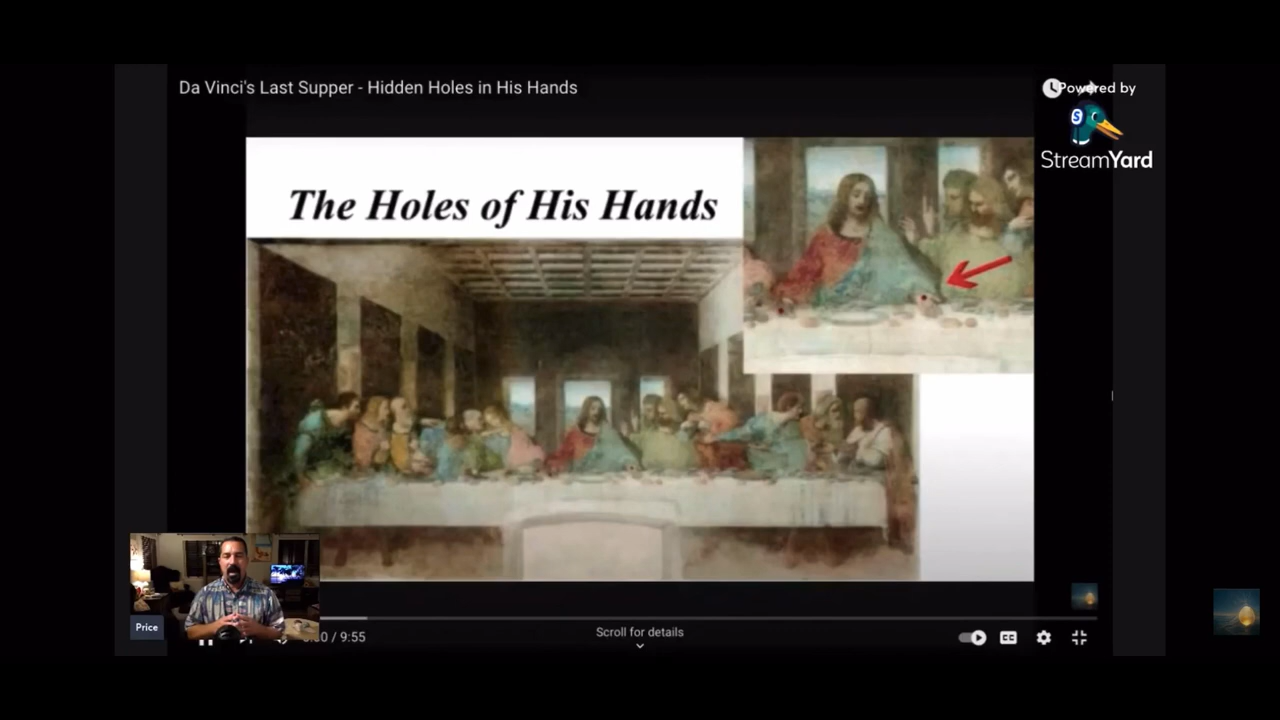 Da Vinci's Last Supper - Hidden Holes in His Hands
Powered by
S
StreamYard
The Holes of His Hands
Price
/ 9:55
Scroll for details
CC